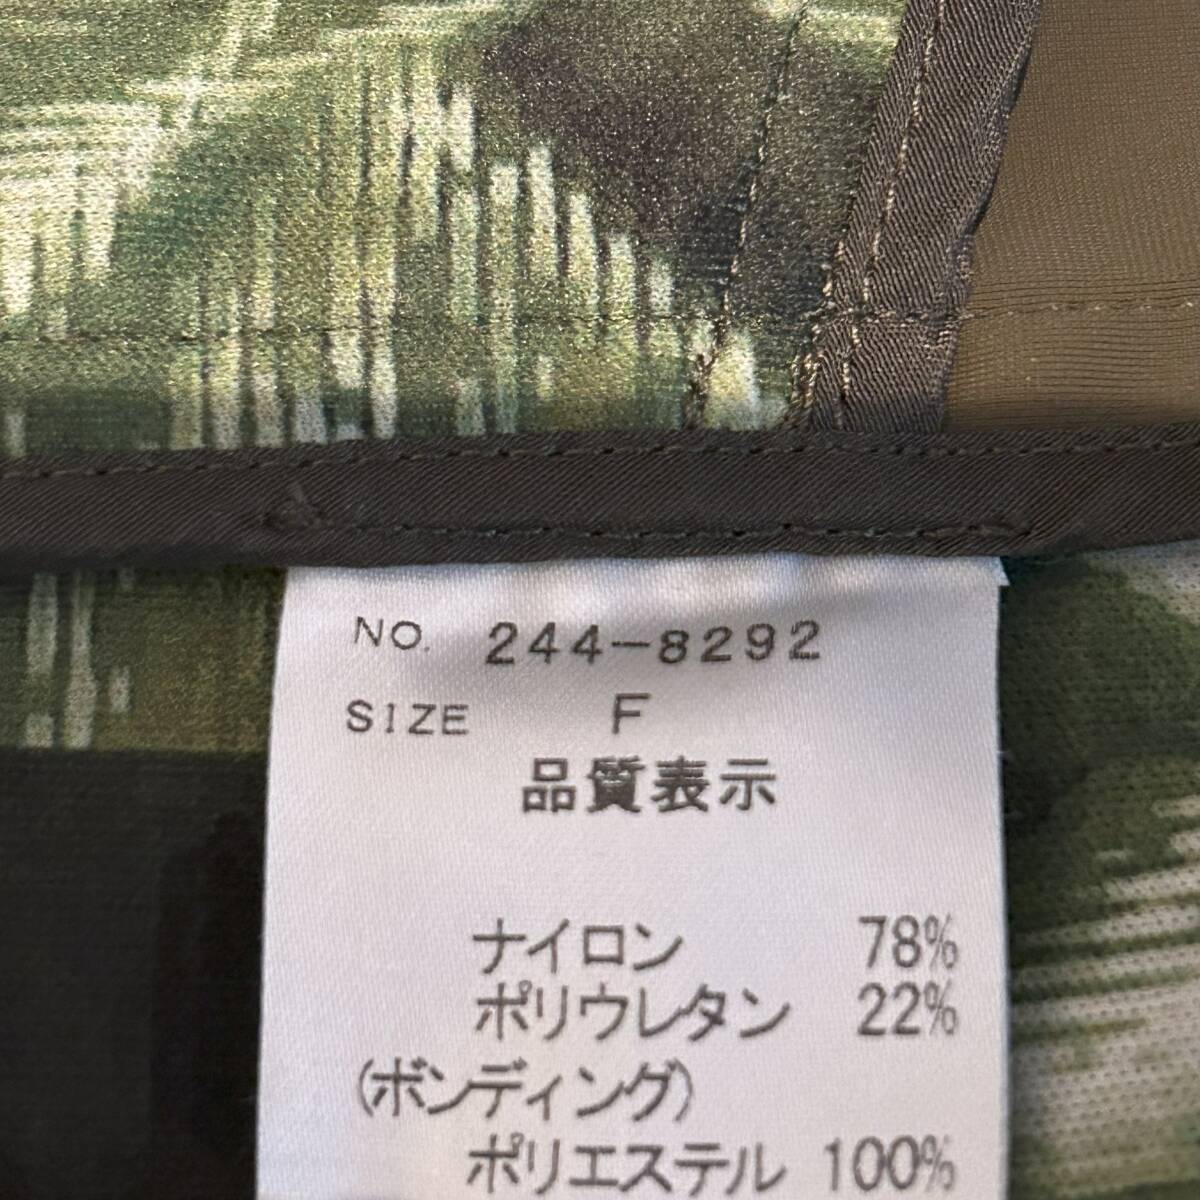 NO. 244-8292
SIZE F
品質表示
ナイロン 78%
ポリウレタン 22%
(ボンディング)
ポリエステル 100%